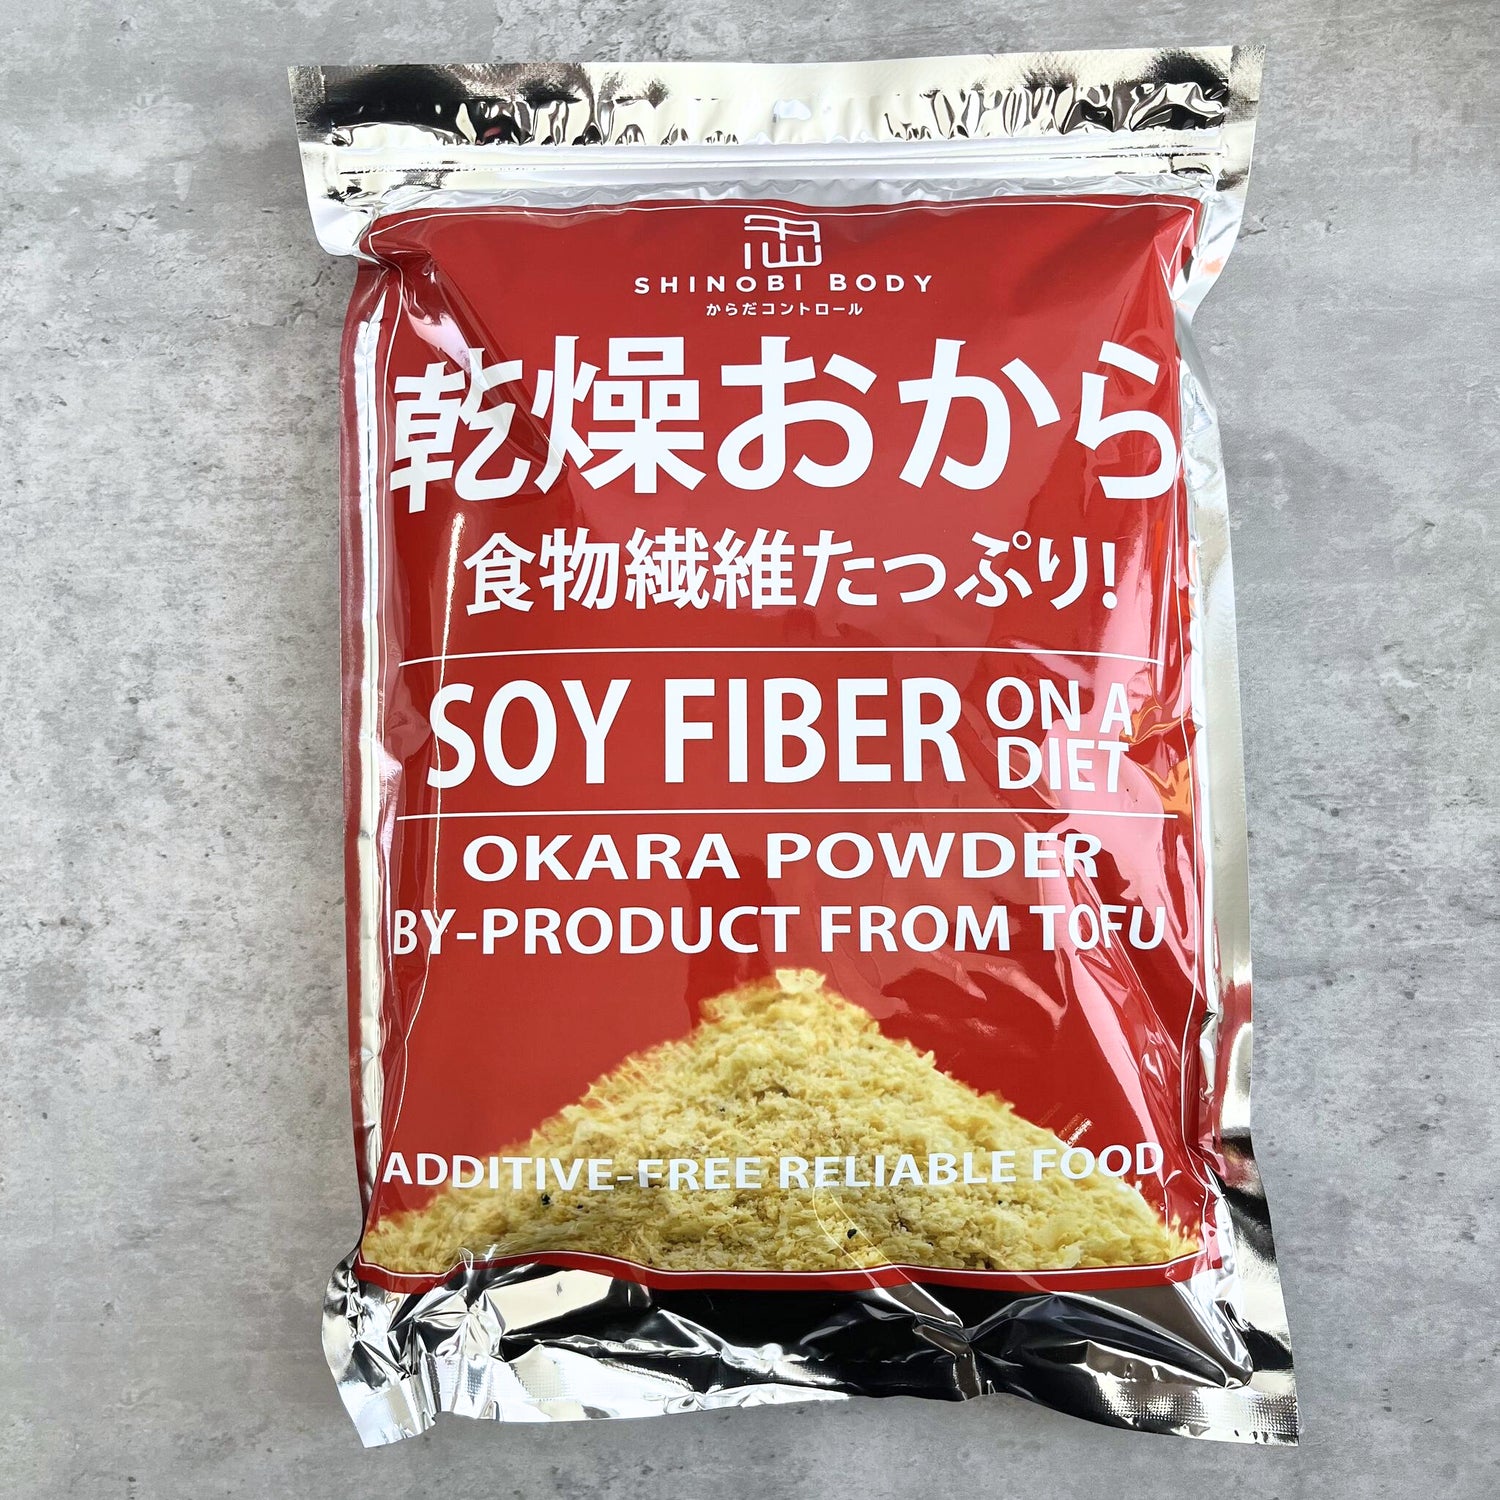 SHINOBI BODY
からだコントロール
乾燥おから
食物繊維たっぷり!
SOY FIBER ON A DIET
OKARA POWDER
BY-PRODUCT FROM TOFU
ADDITIVE-FREE RELIABLE FOOD